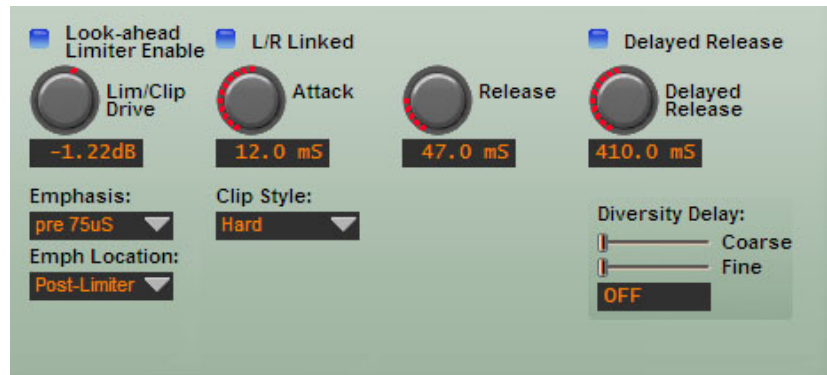 Look-ahead
Limiter Enable
L/R Linked
Delayed Release
Lim/Clip
Drive
Attack
Release
Delayed
Release
-1.22dB
12.0 mS
47.0 mS
410.0 mS
Emphasis:
pre 75uS
Clip Style:
Hard
Emph Location:
Post-Limiter
Diversity Delay:
Coarse
Fine
OFF